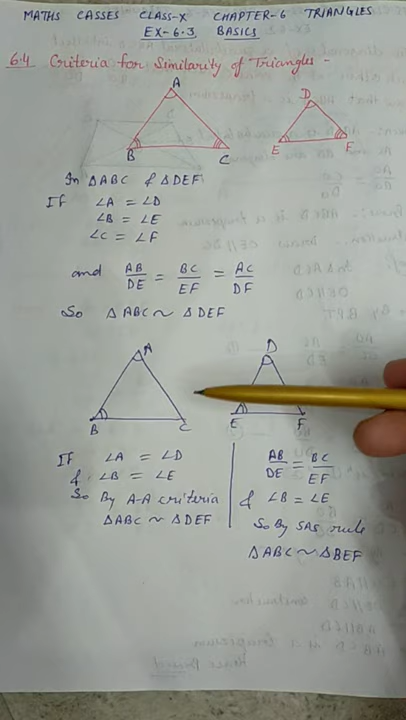 MATHS CASSES CLASS-X CHAPTER-6 TRIANGLES
EX-6.3 BASICS
6.4 Criteria for Similarity of Triangles -
A
B
C
D
E
F
In ΔABC & ΔDEF
If ∠A = ∠D
∠B = ∠E
∠C = ∠F
and AB/DE = BC/EF = AC/DF
So ΔABC ~ ΔDEF
A
B
C
D
E
F
If ∠A = ∠D
& ∠B = ∠E
So By A-A criteria
ΔABC ~ ΔDEF
AB/DE = BC/EF
& ∠B = ∠E
So By SAS rule
ΔABC ~ ΔBEF